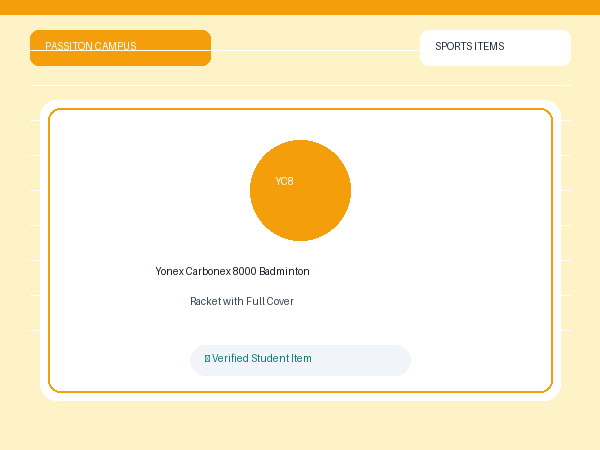 PASSITON CAMPUS
SPORTS ITEMS
YC8
Yonex Carbonex 8000 Badminton
Racket with Full Cover
Verified Student Item